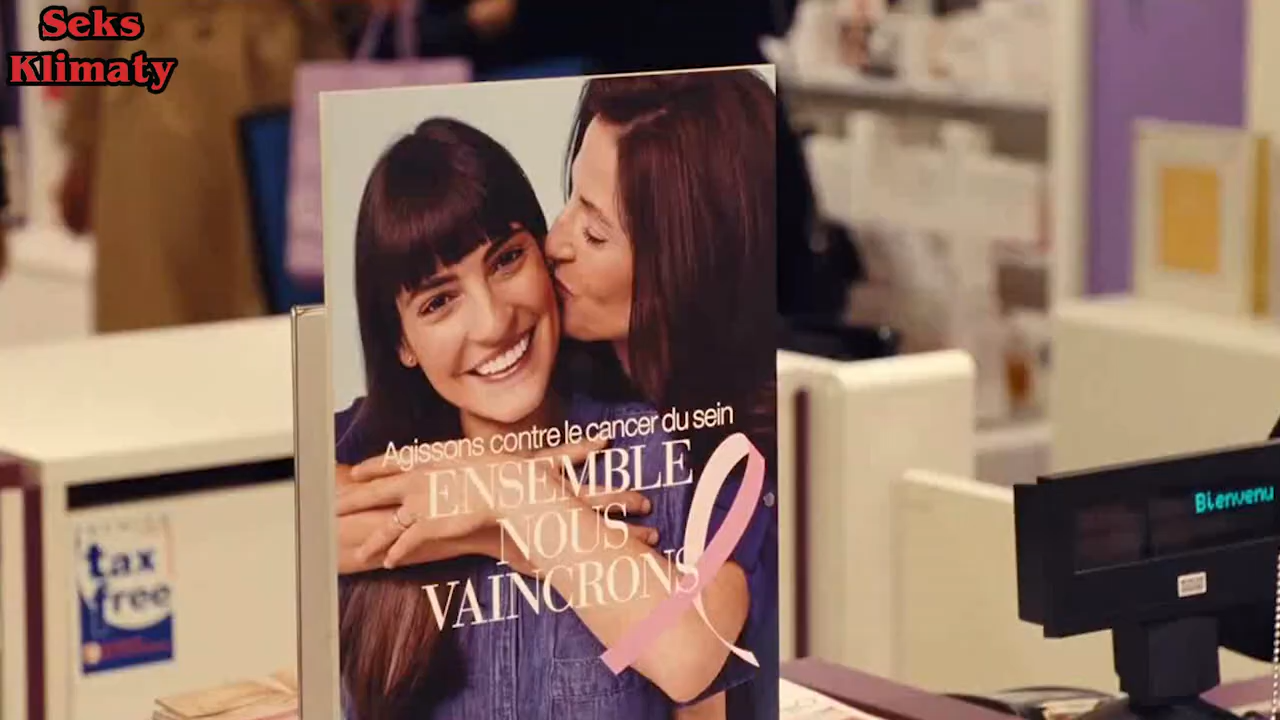 Seks
Klimaty
Agissons contre le cancer du sein
ENSEMBLE
NOUS
VAINCRONS
tax
free
Bienvenu